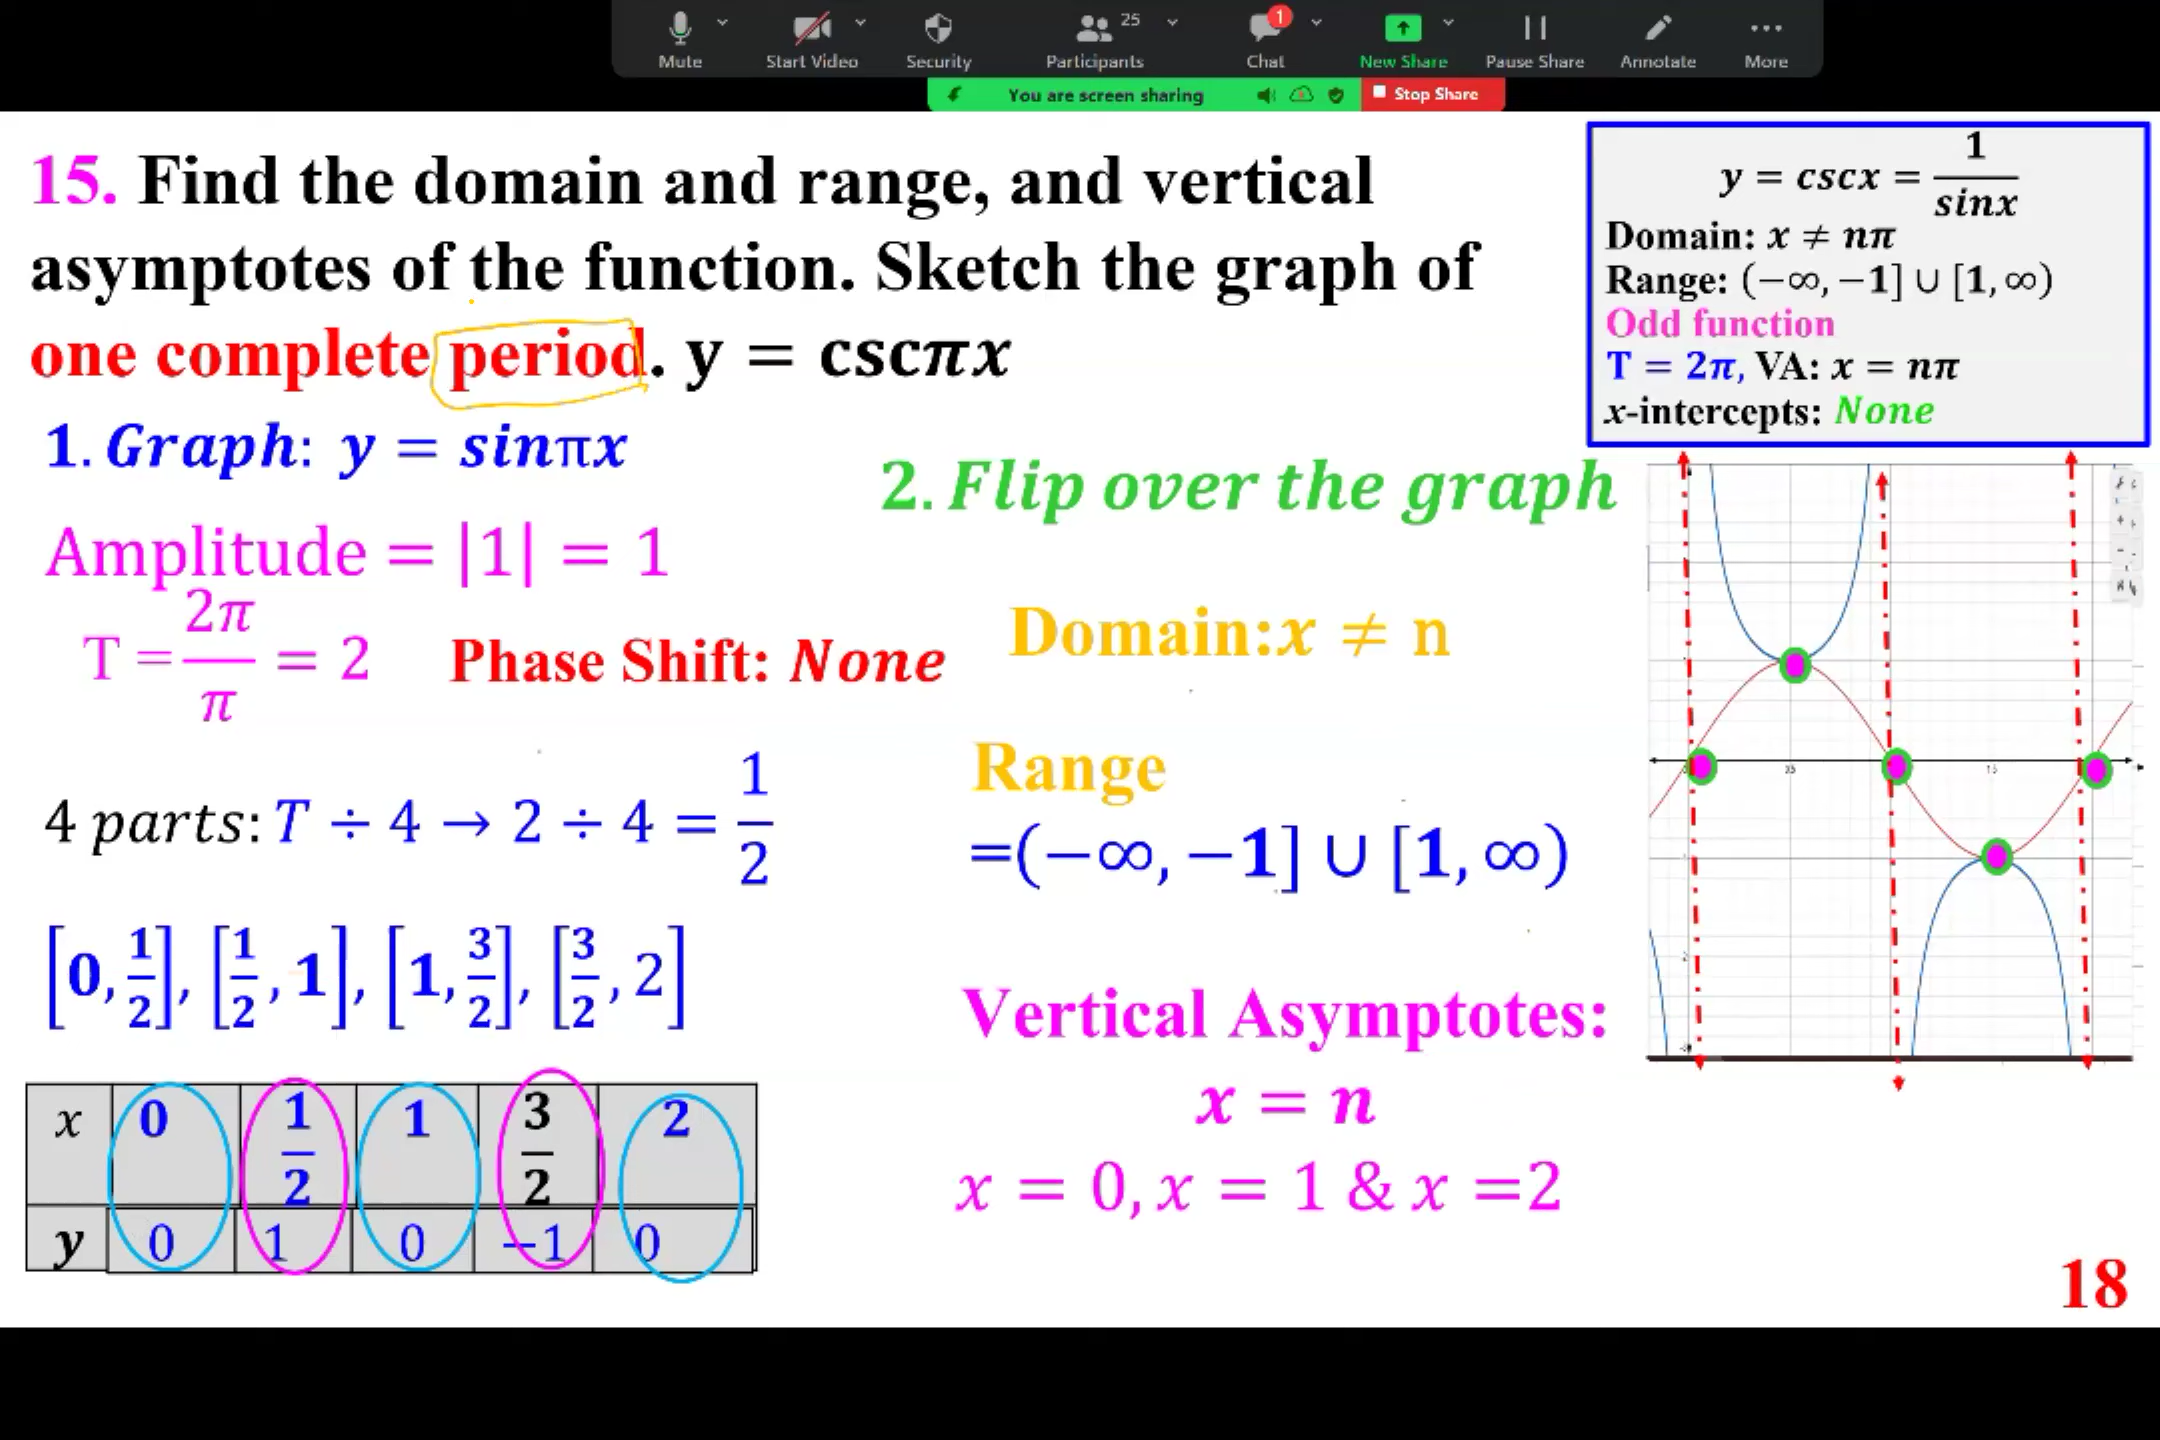 Mute
Start Video
Security
Participants 25
Chat 1
New Share
Pause Share
Annotate
More
You are screen sharing
Stop Share
15. Find the domain and range, and vertical
asymptotes of the function. Sketch the graph of
one complete period. y = cscπx
y = cscx = 1/sinx
Domain: x ≠ nπ
Range: (−∞, −1] ∪ [1, ∞)
Odd function
T = 2π, VA: x = nπ
x-intercepts: None
1. Graph: y = sinπx
Amplitude = |1| = 1
T = 2π/π = 2 Phase Shift: None
4 parts: T ÷ 4 → 2 ÷ 4 = 1/2
[0, 1/2], [1/2, 1], [1, 3/2], [3/2, 2]
x 0 1/2 1 3/2 2
y 0 1 0 −1 0
2. Flip over the graph
Domain: x ≠ n
Range
=(−∞, −1] ∪ [1, ∞)
Vertical Asymptotes:
x = n
x = 0, x = 1 & x =2
18